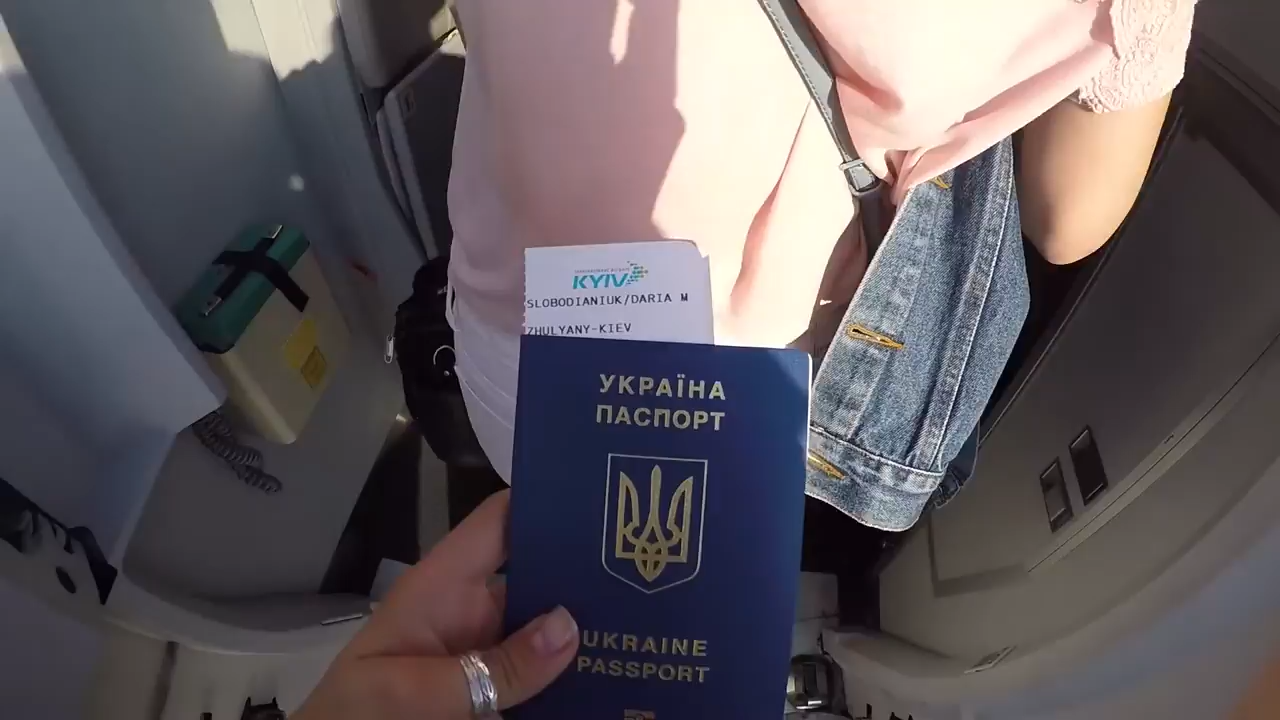 KYIV
SLOBODIANIUK/DARIA M
ZHULYANY-KIEV
УКРАЇНА
ПАСПОРТ
UKRAINE
PASSPORT